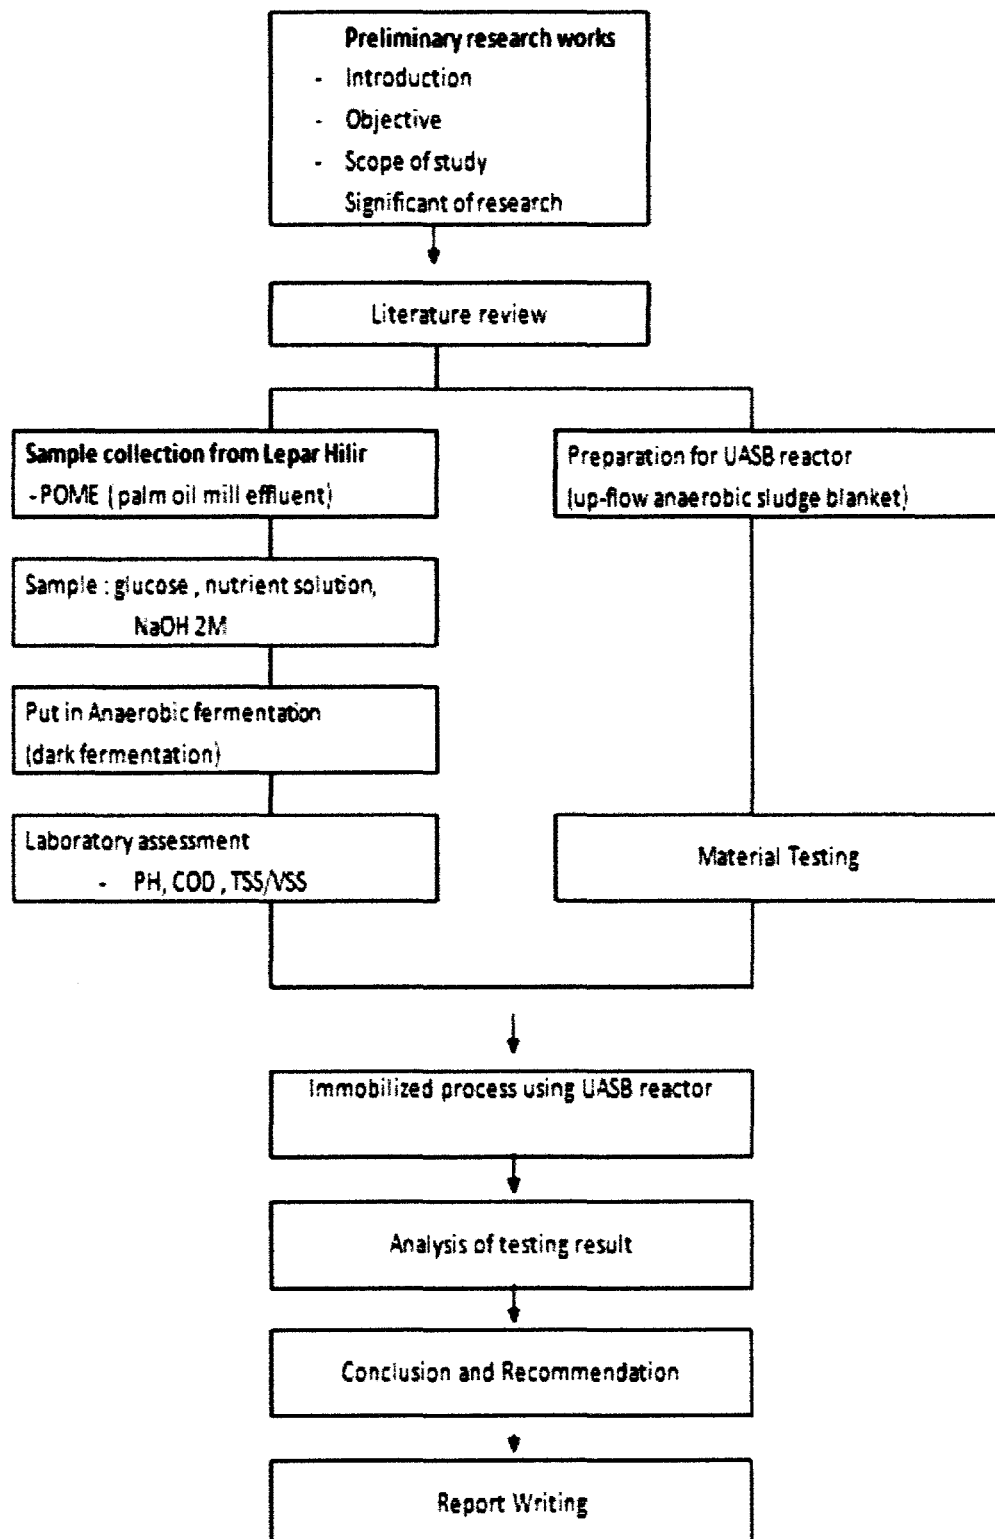 Preliminary research works
- Introduction
- Objective
- Scope of study
Significant of research
Literature review
Sample collection from Lepar Hilir
- POME ( palm oil mill effluent)
Sample : glucose , nutrient solution,
NaOH 2M
Put in Anaerobic fermentation
(dark fermentation)
Laboratory assessment
- PH, COD , TSS/VSS
Preparation for UASB reactor
(up-flow anaerobic sludge blanket)
Material Testing
Immobilized process using UASB reactor
Analysis of testing result
Conclusion and Recommendation
Report Writing